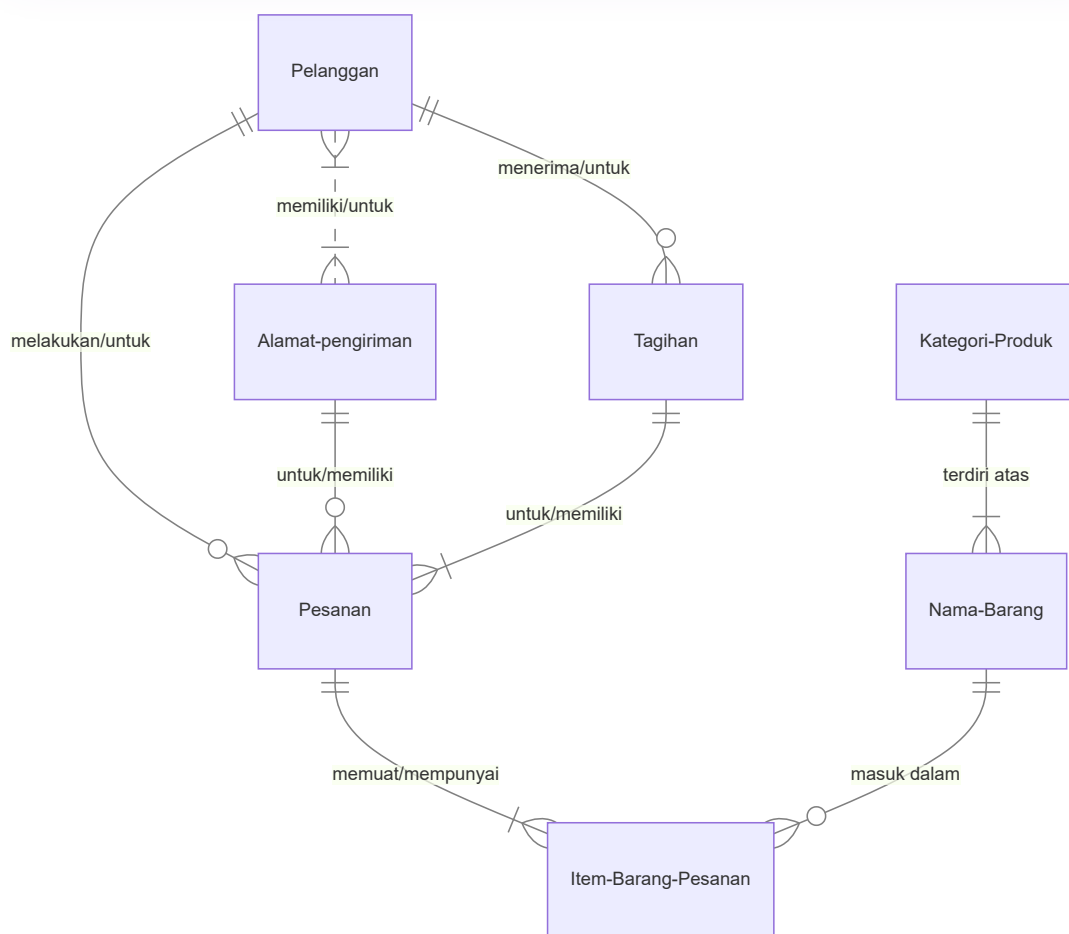 Pelanggan
menerima/untuk
memiliki/untuk
melakukan/untuk
Alamat-pengiriman
Tagihan
Kategori-Produk
untuk/memiliki
terdiri atas
untuk/memiliki
Pesanan
Nama-Barang
memuat/mempunyai
masuk dalam
Item-Barang-Pesanan